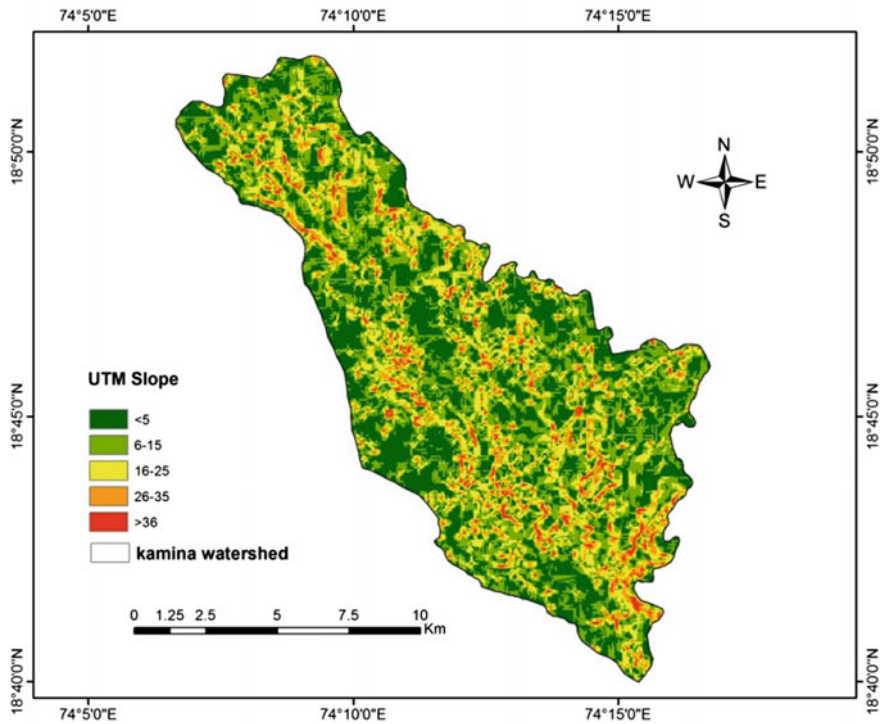 74°5'0"E 74°10'0"E 74°15'0"E
18°50'0"N 18°50'0"N
N
W E
S
18°45'0"N 18°45'0"N
UTM Slope
<5
6-15
16-25
26-35
>36
kamina watershed
0 1.25 2.5 5 7.5 10
Km
18°40'0"N 18°40'0"N
74°5'0"E 74°10'0"E 74°15'0"E